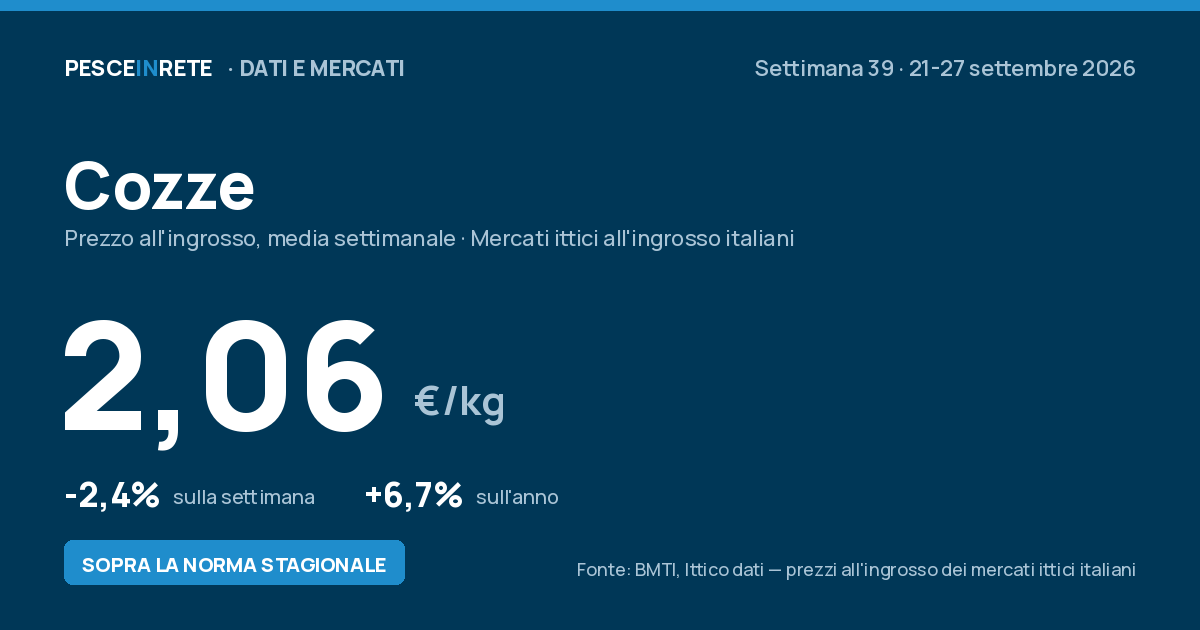 PESCEINRETE · DATI E MERCATI
Settimana 39 · 21-27 settembre 2026
Cozze
Prezzo all'ingrosso, media settimanale · Mercati ittici all'ingrosso italiani
2,06 €/kg
-2,4% sulla settimana +6,7% sull'anno
SOPRA LA NORMA STAGIONALE
Fonte: BMTI, Ittico dati — prezzi all'ingrosso dei mercati ittici italiani